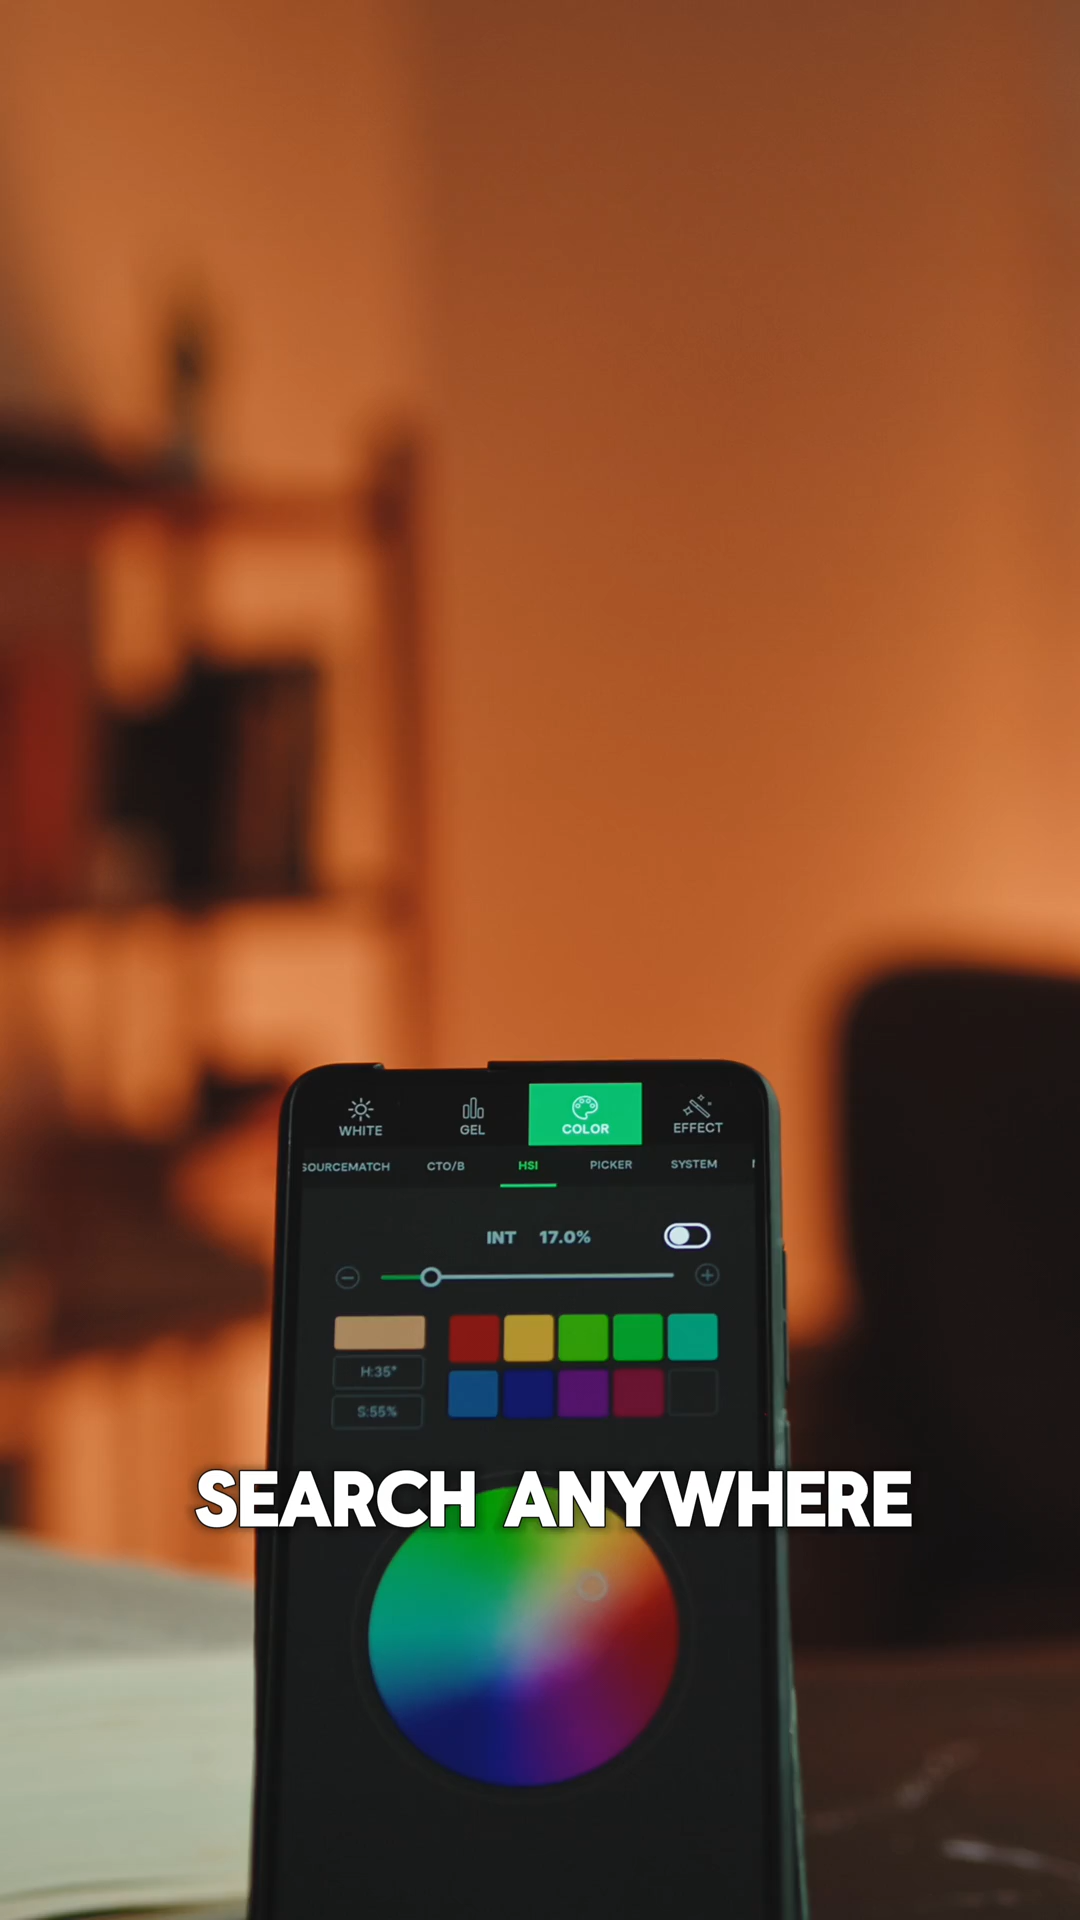 WHITE GEL COLOR EFFECT
SOURCEMATCH CTO/B HSI PICKER SYSTEM
INT 17.0%
H:35°
S:55%
SEARCH ANYWHERE